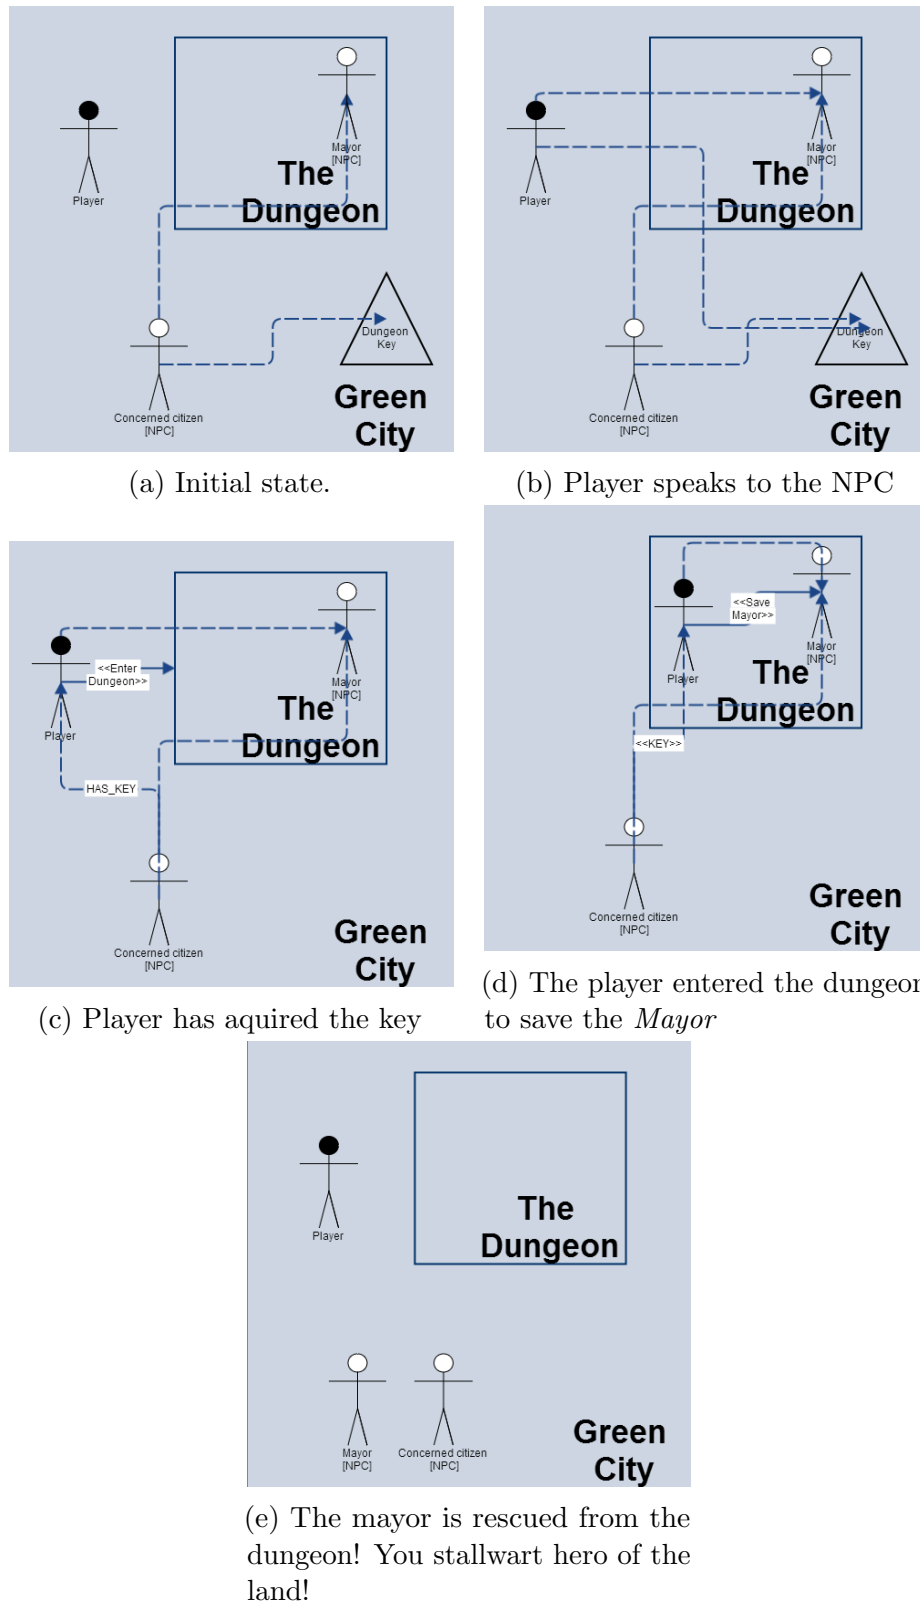 Player
Mayor
[NPC]
The
Dungeon
Dungeon
Key
Concerned citizen
[NPC]
Green
City
(a) Initial state.
Player
Mayor
[NPC]
The
Dungeon
Dungeon
Key
Concerned citizen
[NPC]
Green
City
(b) Player speaks to the NPC
<<Enter
Dungeon>>
Player
Mayor
[NPC]
The
Dungeon
HAS_KEY
Concerned citizen
[NPC]
Green
City
(c) Player has aquired the key
<<Save
Mayor>>
Mayor
[NPC]
Player
The
Dungeon
<<KEY>>
Concerned citizen
[NPC]
Green
City
(d) The player entered the dungeon
to save the Mayor
Player
The
Dungeon
Mayor
[NPC]
Concerned citizen
[NPC]
Green
City
(e) The mayor is rescued from the
dungeon! You stallwart hero of the
land!